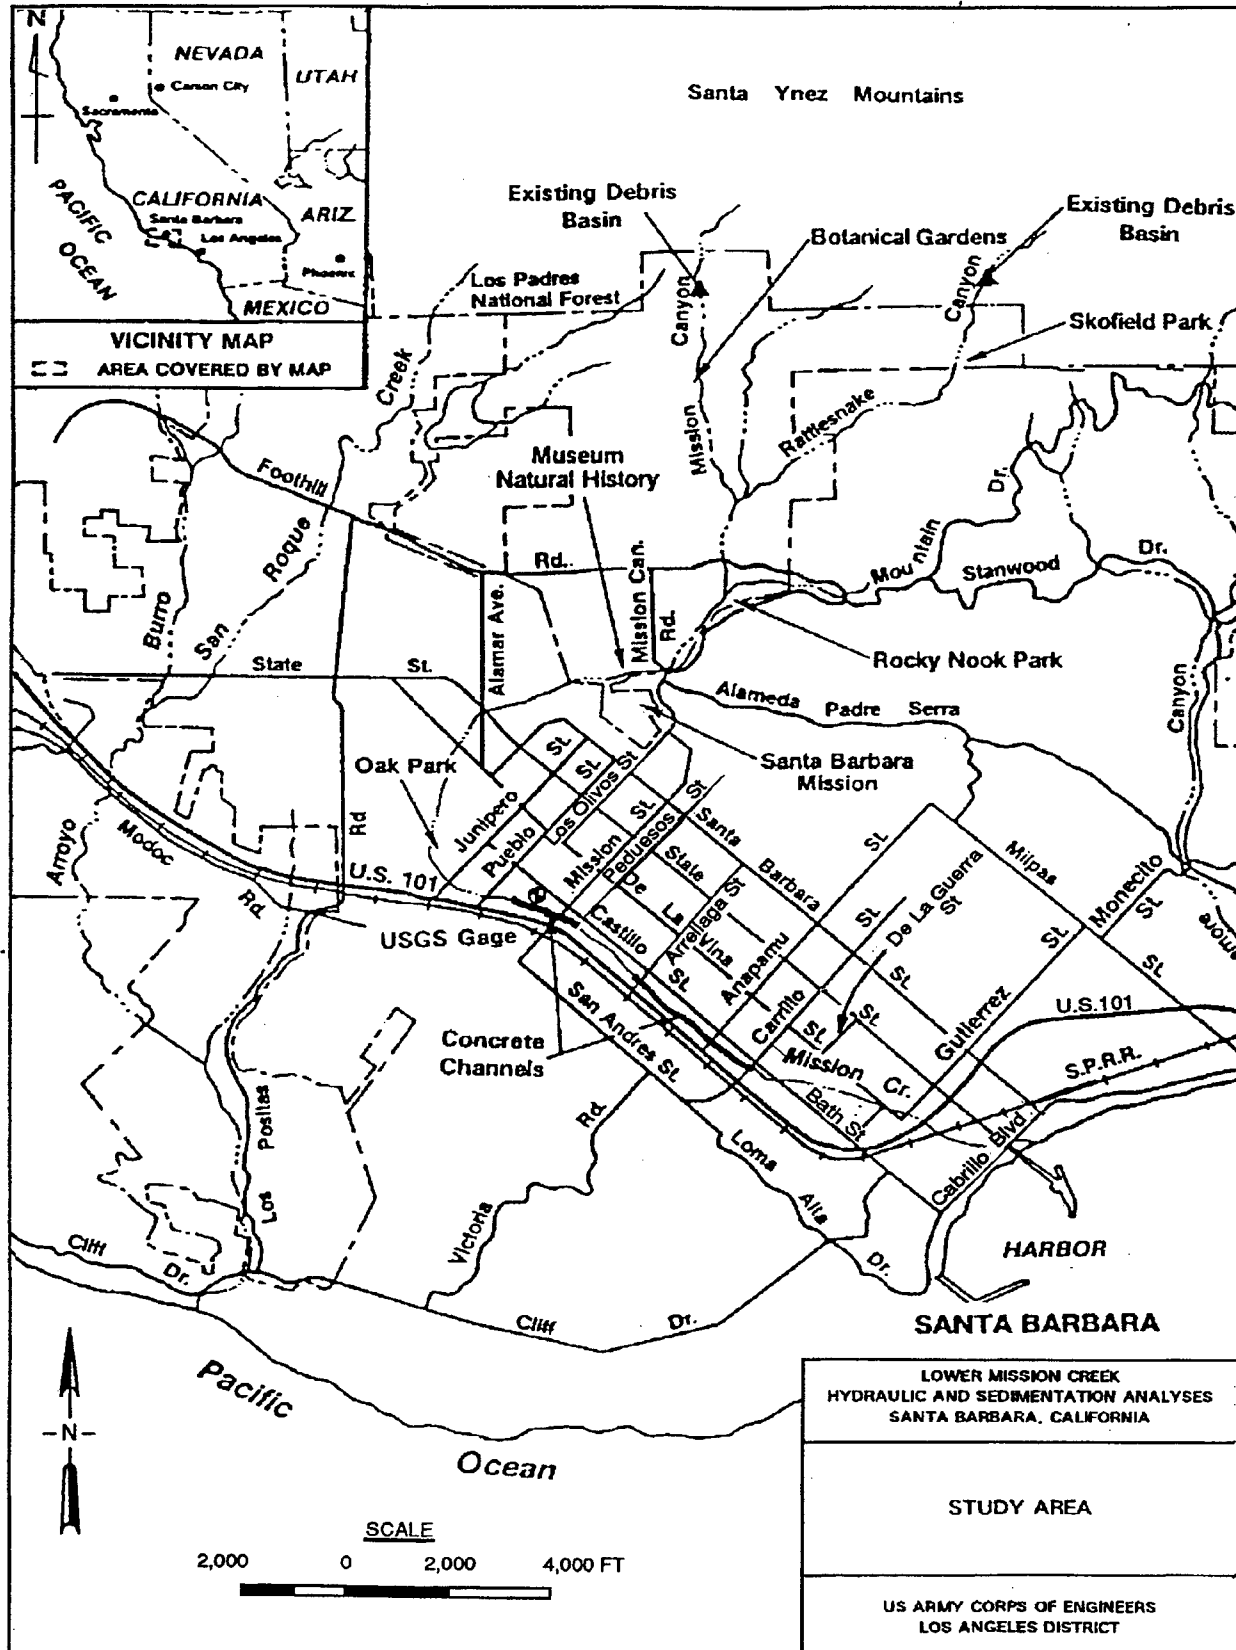 N
NEVADA
UTAH
Carson City
Sacramento
PACIFIC
OCEAN
CALIFORNIA
Santa Barbara
Los Angeles
ARIZ
Phoenix
MEXICO
VICINITY MAP
AREA COVERED BY MAP
Santa Ynez Mountains
Existing Debris
Basin
Existing Debris
Basin
Botanical Gardens
Los Padres
National Forest
Canyon
Canyon
Skofield Park
Creek
Mission
Rattlesnake
Museum
Natural History
Foothill
Rd.
Roque
San
Burro
Arroyo
Mission Can.
Rd.
Alamar Ave.
Mountain
Dr.
Stanwood
Dr.
State
St.
Rocky Nook Park
Alameda Padre Serra
Canyon
Santa Barbara
Mission
Oak Park
Junipero
St.
Pueblo
St.
Los Olivos St
Mission
St.
Peduesos
St
Santa
Barbara
St.
State
St.
De
La
Vina
St.
Castillo
St.
Arrellaga St
Anapamu
St.
Carrillo
St.
De La Guerra
St
Milpas
St.
Monecito
St.
Gutierrez
St.
Modoc
Rd.
Rd
U.S. 101
USGS Gage
Concrete
Channels
San Andres St.
Mission Cr.
Bath St
U.S.101
S.P.R.R.
Cabrillo Blvd
Los
Positas
Victoria
Rd.
Loma
Alta
Dr.
HARBOR
Cliff
Dr.
Cliff
Dr.
SANTA BARBARA
Pacific
Ocean
N
SCALE
2,000 0 2,000 4,000 FT
LOWER MISSION CREEK
HYDRAULIC AND SEDIMENTATION ANALYSES
SANTA BARBARA, CALIFORNIA
STUDY AREA
US ARMY CORPS OF ENGINEERS
LOS ANGELES DISTRICT